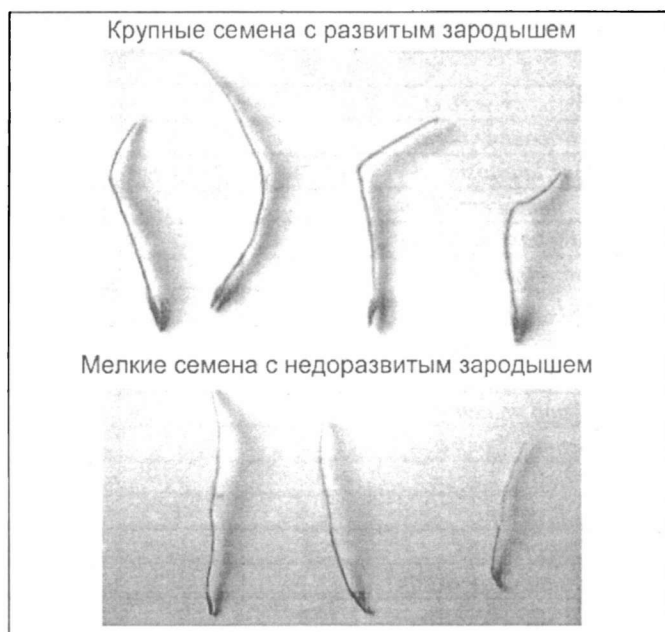 Крупные семена с развитым зародышем
Мелкие семена с недоразвитым зародышем